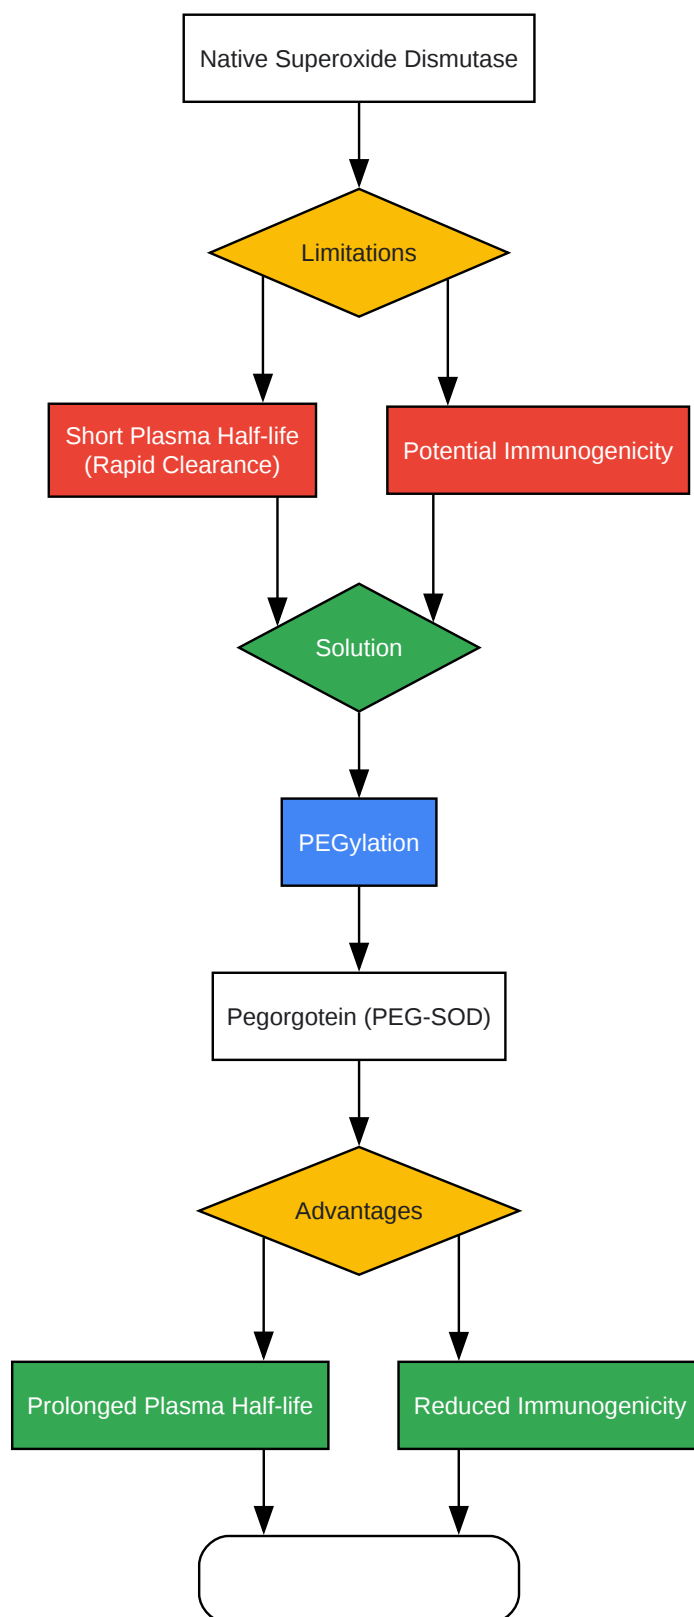 Native Superoxide Dismutase
Limitations
Short Plasma Half-life
(Rapid Clearance)
Potential Immunogenicity
Solution
PEGylation
Pegorgotein (PEG-SOD)
Advantages
Prolonged Plasma Half-life
Reduced Immunogenicity